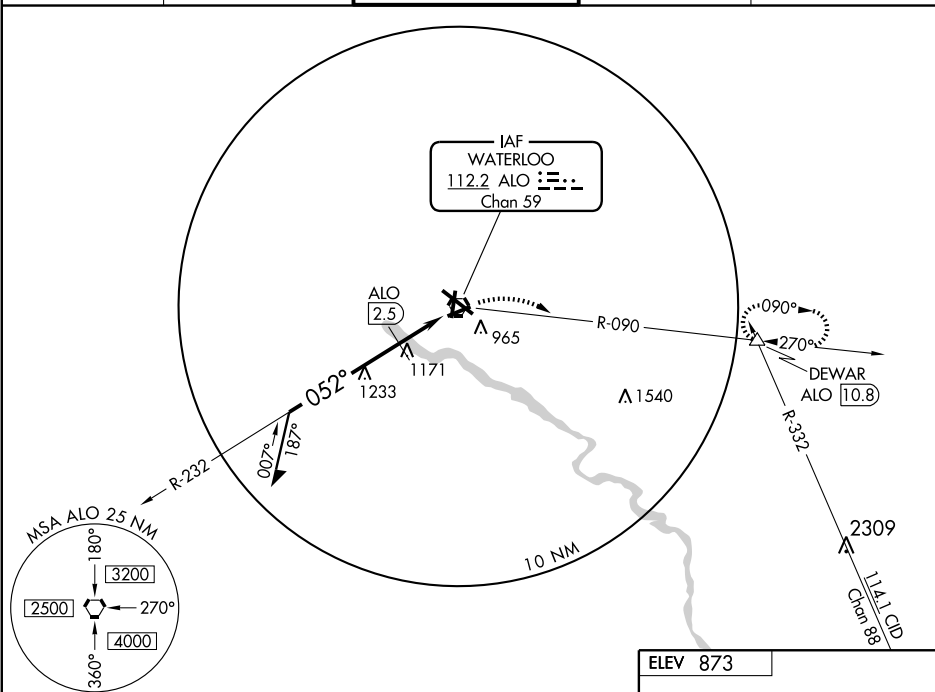 IAF
WATERLOO
112.2 ALO
Chan 59
ALO
2.5
965
R-090
090°
270°
DEWAR
ALO 10.8
1171
1233
052°
1540
R-332
007°
187°
R-232
10 NM
2309
114.1 CID
Chan 88
MSA ALO 25 NM
180°
3200
2500
270°
4000
360°
ELEV 873